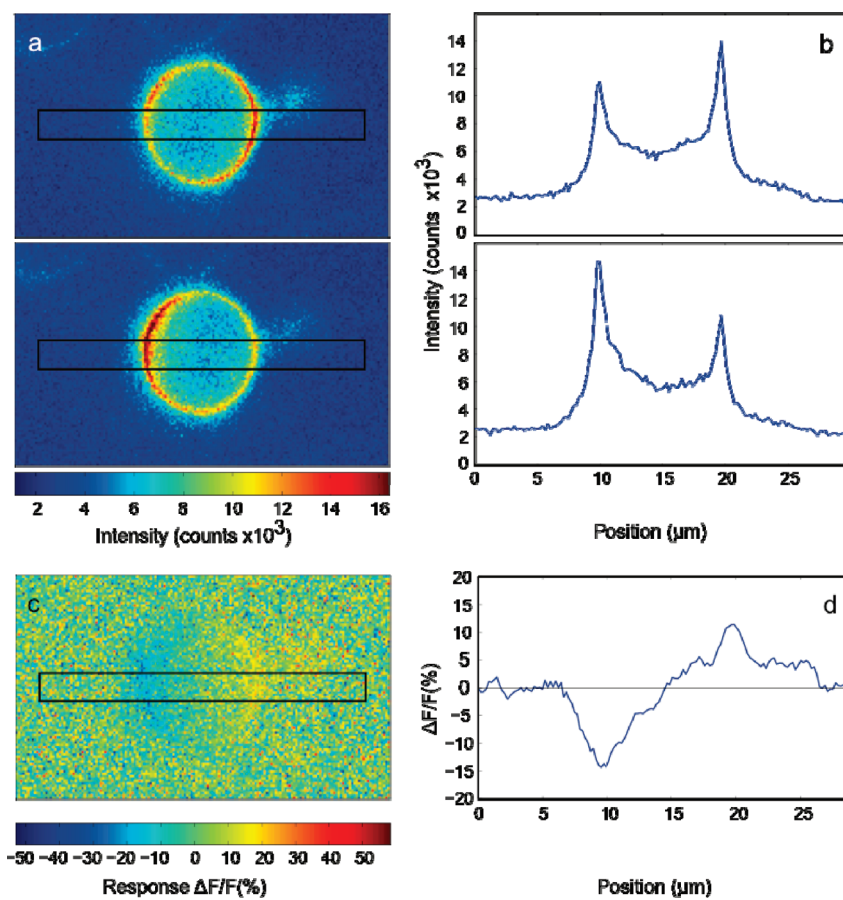 a
b
14
12
10
8
6
4
2
0
14
12
10
8
6
4
2
0
Intensity (counts x10³)
0 5 10 15 20 25
Position (µm)
2 4 6 8 10 12 14 16
Intensity (counts x10³)
c
d
20
15
10
5
0
−5
−10
−15
−20
ΔF/F(%)
0 5 10 15 20 25
Position (µm)
−50 −40 −30 −20 −10 0 10 20 30 40 50
Response ΔF/F(%)